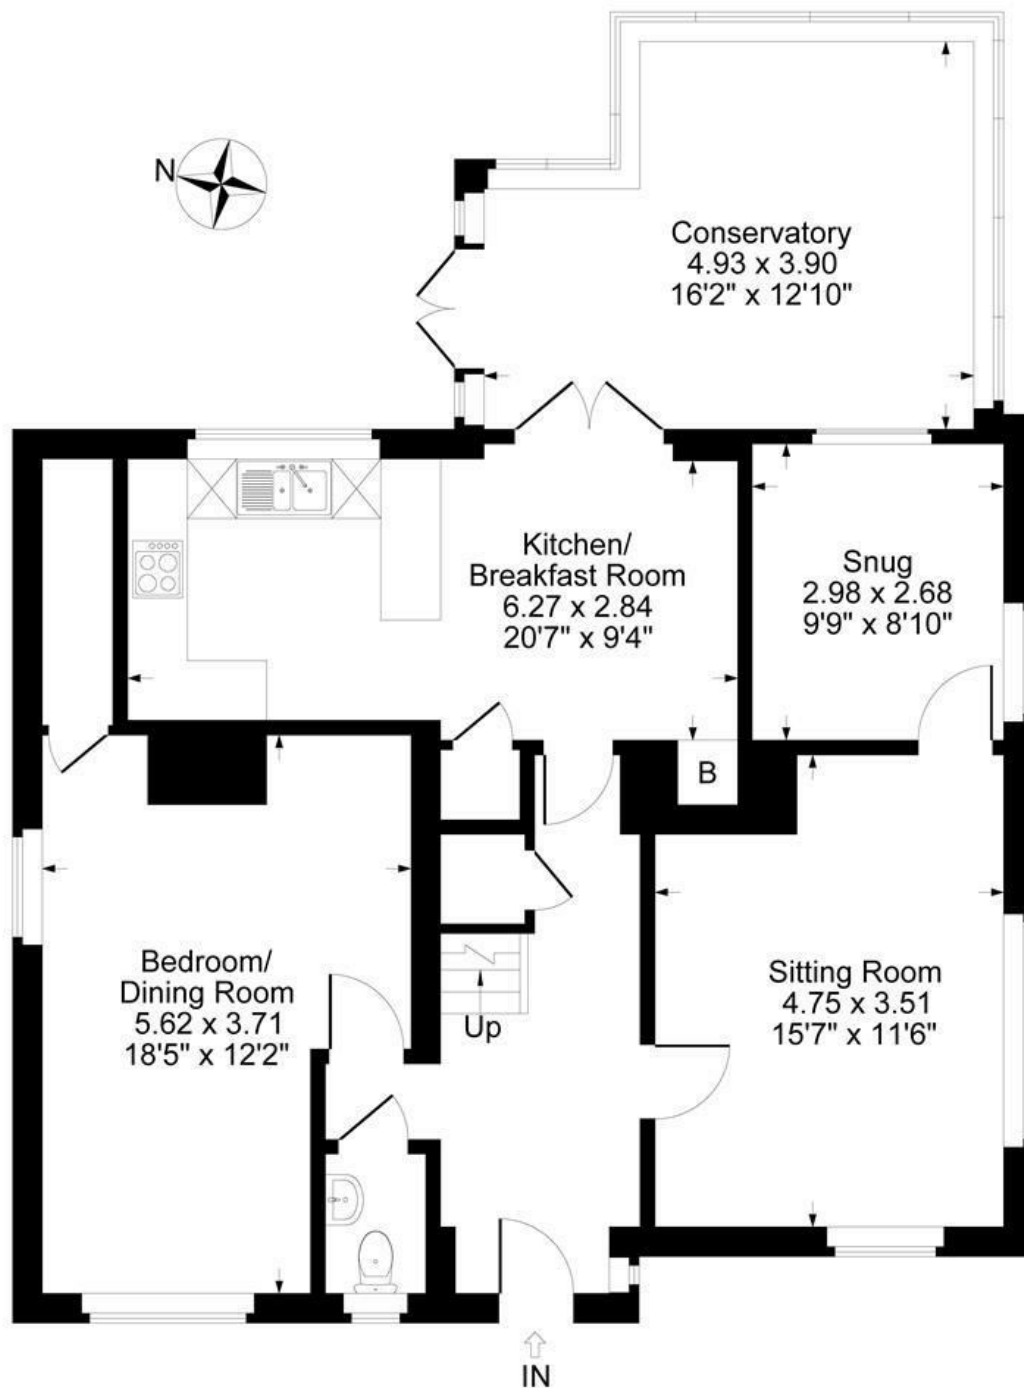 N
Conservatory
4.93 x 3.90
16'2" x 12'10"
Kitchen/
Breakfast Room
6.27 x 2.84
20'7" x 9'4"
Snug
2.98 x 2.68
9'9" x 8'10"
B
Bedroom/
Dining Room
5.62 x 3.71
18'5" x 12'2"
Up
Sitting Room
4.75 x 3.51
15'7" x 11'6"
IN